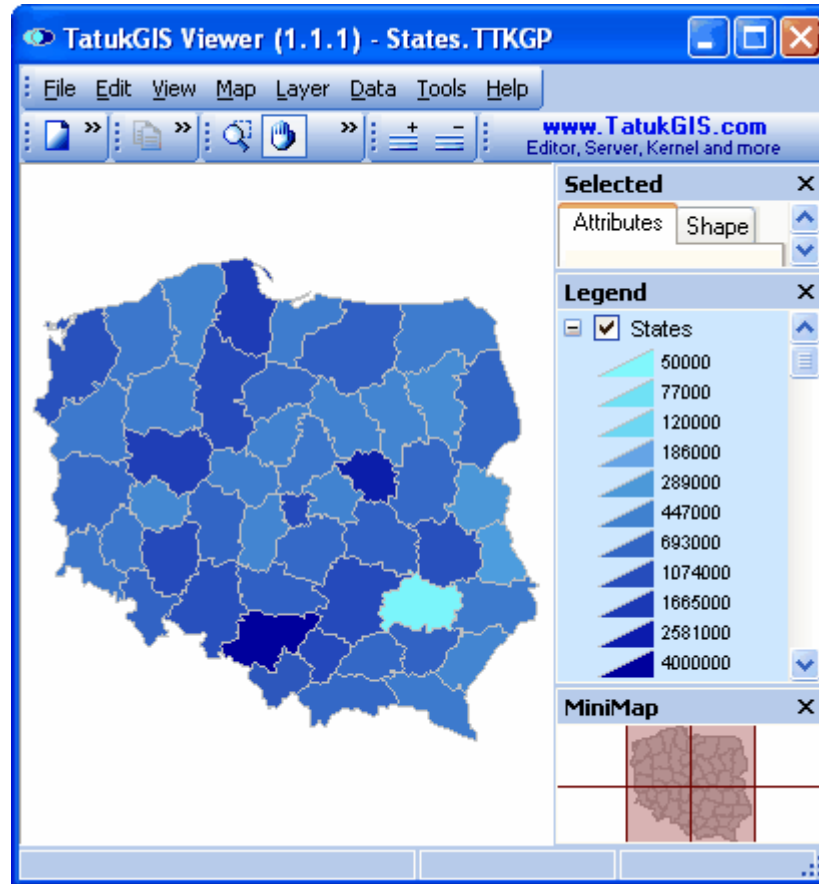 TatukGIS Viewer (1.1.1) - States.TTKGP
File Edit View Map Layer Data Tools Help
www.TatukGIS.com
Editor, Server, Kernel and more
Selected
Attributes Shape
Legend
States
50000
77000
120000
186000
289000
447000
693000
1074000
1665000
2581000
4000000
MiniMap